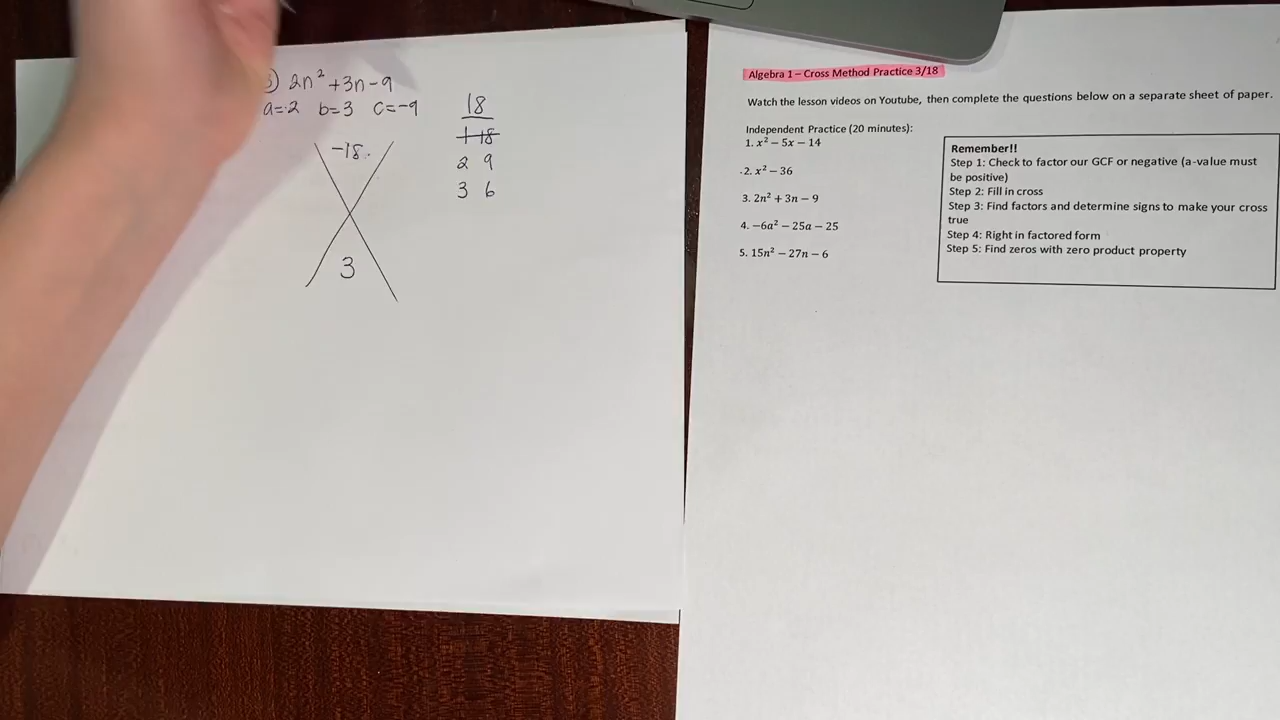 3) 2n² + 3n - 9
a=2 b=3 c=-9
-18
3
18
1 18
2 9
3 6
Algebra 1 – Cross Method Practice 3/18
Watch the lesson videos on Youtube, then complete the questions below on a separate sheet of paper.
Independent Practice (20 minutes):
1. x² − 5x − 14
2. x² − 36
3. 2n² + 3n − 9
4. −6a² − 25a − 25
5. 15n² − 27n − 6
Remember!!
Step 1: Check to factor our GCF or negative (a-value must
be positive)
Step 2: Fill in cross
Step 3: Find factors and determine signs to make your cross
true
Step 4: Right in factored form
Step 5: Find zeros with zero product property